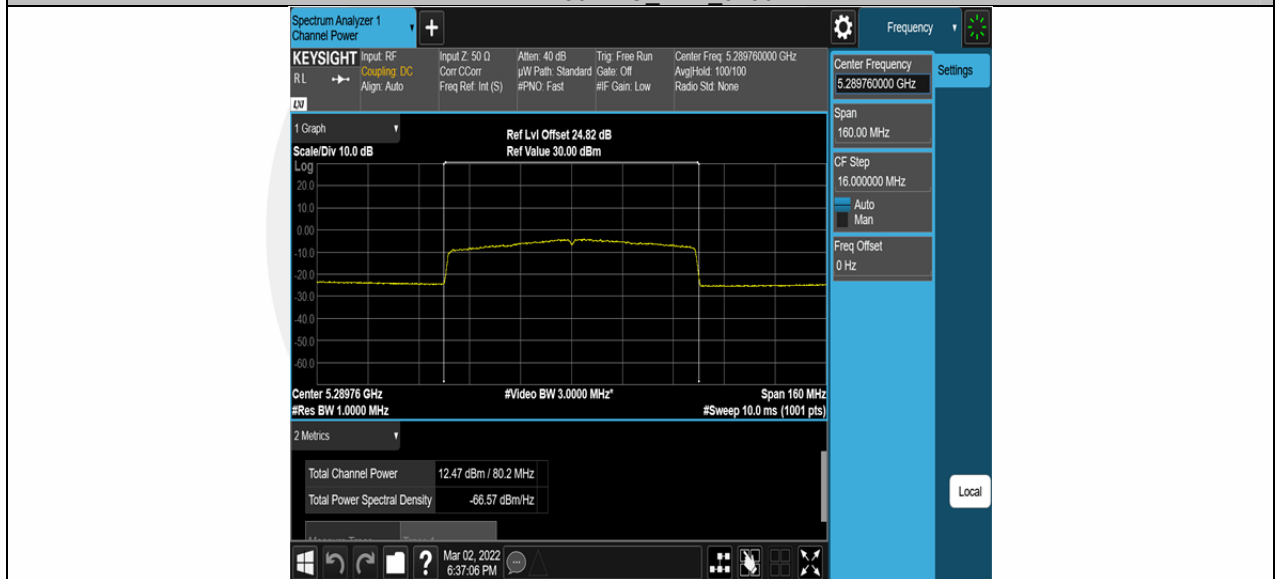 Spectrum Analyzer 1
Channel Power
+
Frequency
KEYSIGHT
Input: RF
Coupling: DC
Align: Auto
Input Z: 50 Ω
Corr CCorr
Freq Ref: Int (S)
Atten: 40 dB
µW Path: Standard
#PNO: Fast
Trig: Free Run
Gate: Off
#IF Gain: Low
Center Freq: 5.289760000 GHz
Avg|Hold: 100/100
Radio Std: None
RL
LXI
Center Frequency
5.289760000 GHz
Settings
Span
160.00 MHz
CF Step
16.000000 MHz
Auto
Man
Freq Offset
0 Hz
Local
1 Graph
Ref Lvl Offset 24.82 dB
Scale/Div 10.0 dB
Ref Value 30.00 dBm
Log
20.0
10.0
0.00
-10.0
-20.0
-30.0
-40.0
-50.0
-60.0
Center 5.28976 GHz
#Video BW 3.0000 MHz*
Span 160 MHz
#Res BW 1.0000 MHz
#Sweep 10.0 ms (1001 pts)
2 Metrics
Total Channel Power 12.47 dBm / 80.2 MHz
Total Power Spectral Density -66.57 dBm/Hz
?
Mar 02, 2022
6:37:06 PM